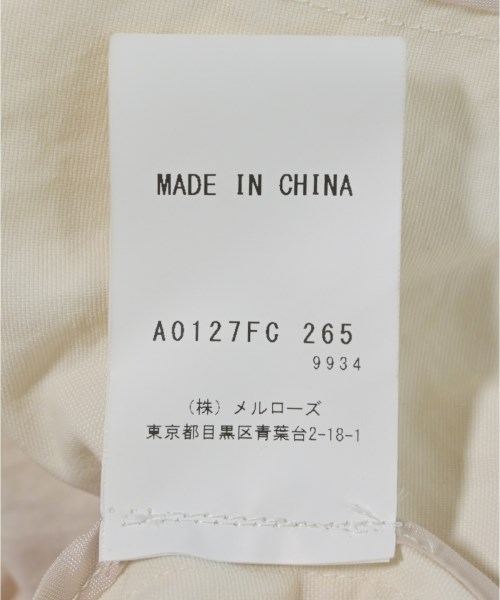 MADE IN CHINA
A0127FC 265
9934
(株) メルローズ
東京都目黒区青葉台2-18-1